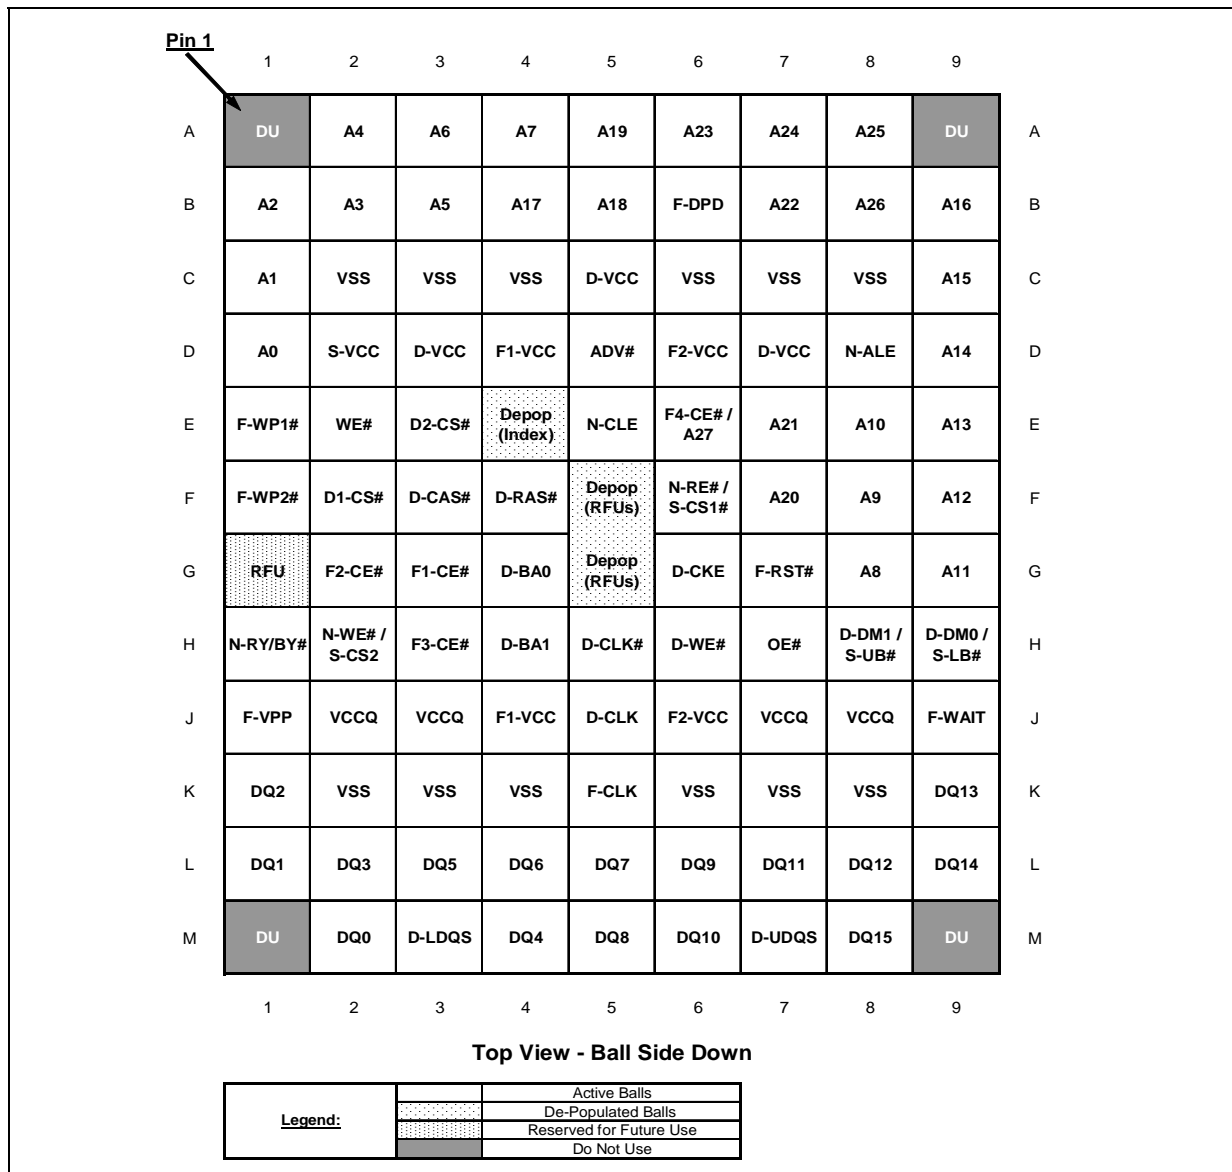 Pin 1
1 2 3 4 5 6 7 8 9
A DU A4 A6 A7 A19 A23 A24 A25 DU A
B A2 A3 A5 A17 A18 F-DPD A22 A26 A16 B
C A1 VSS VSS VSS D-VCC VSS VSS VSS A15 C
D A0 S-VCC D-VCC F1-VCC ADV# F2-VCC D-VCC N-ALE A14 D
E F-WP1# WE# D2-CS# Depop (Index) N-CLE F4-CE# / A27 A21 A10 A13 E
F F-WP2# D1-CS# D-CAS# D-RAS# Depop (RFUs) N-RE# / S-CS1# A20 A9 A12 F
G RFU F2-CE# F1-CE# D-BA0 Depop (RFUs) D-CKE F-RST# A8 A11 G
H N-RY/BY# N-WE# / S-CS2 F3-CE# D-BA1 D-CLK# D-WE# OE# D-DM1 / S-UB# D-DM0 / S-LB# H
J F-VPP VCCQ VCCQ F1-VCC D-CLK F2-VCC VCCQ VCCQ F-WAIT J
K DQ2 VSS VSS VSS F-CLK VSS VSS VSS DQ13 K
L DQ1 DQ3 DQ5 DQ6 DQ7 DQ9 DQ11 DQ12 DQ14 L
M DU DQ0 D-LDQS DQ4 DQ8 DQ10 D-UDQS DQ15 DU M
1 2 3 4 5 6 7 8 9
Top View - Ball Side Down
Legend:
Active Balls
De-Populated Balls
Reserved for Future Use
Do Not Use